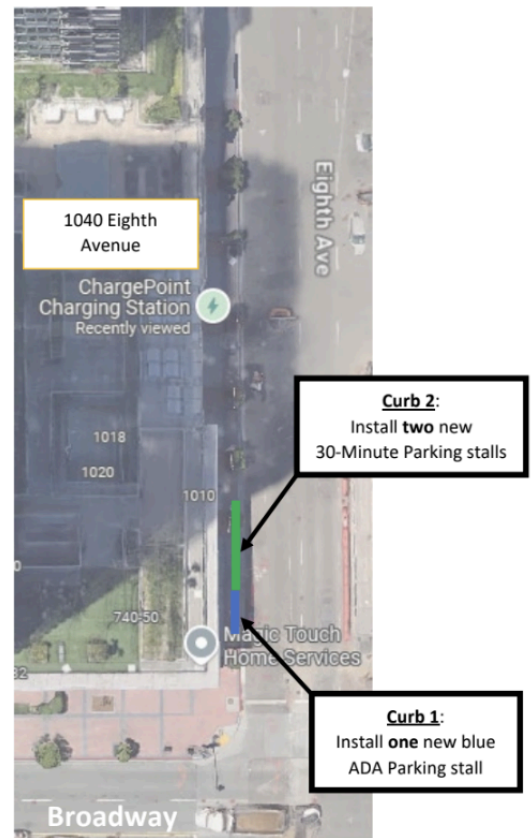 Eighth Ave
1040 Eighth
Avenue
ChargePoint
Charging Station
Recently viewed
Curb 2:
Install two new
30-Minute Parking stalls
1018
1020
1010
0
740-50
Magic Touch
Home Services
32
Curb 1:
Install one new blue
ADA Parking stall
Broadway